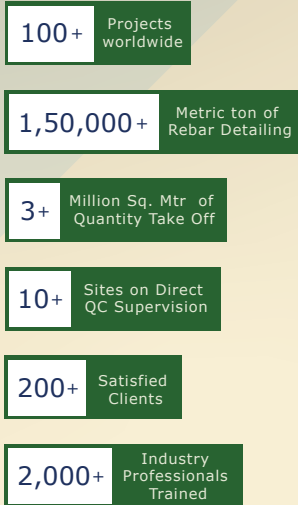 100+
Projects
worldwide
1,50,000+
Metric ton of
Rebar Detailing
3+
Million Sq. Mtr of
Quantity Take Off
10+
Sites on Direct
QC Supervision
200+
Satisfied
Clients
2,000+
Industry
Professionals
Trained